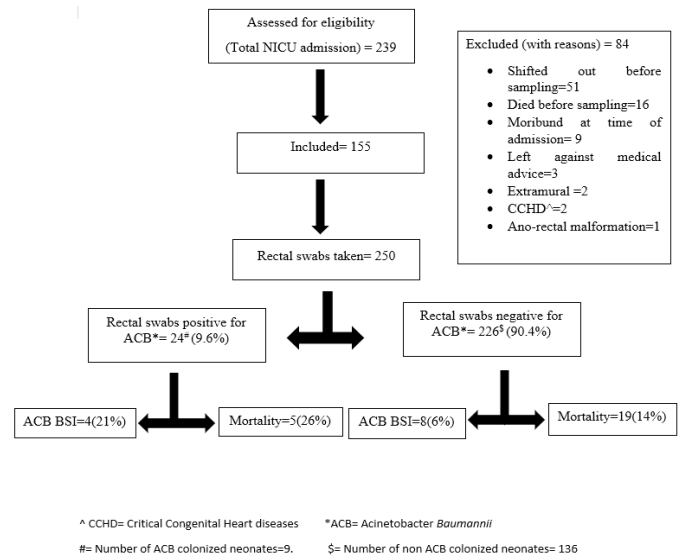 Assessed for eligibility
(Total NICU admission) = 239
Excluded (with reasons) = 84
• Shifted out before
sampling=51
• Died before sampling=16
• Moribund at time of
admission= 9
• Left against medical
advice=3
• Extramural =2
• CCHD^=2
• Ano-rectal malformation=1
Included= 155
Rectal swabs taken= 250
Rectal swabs positive for
ACB*= 24# (9.6%)
Rectal swabs negative for
ACB*= 226$ (90.4%)
ACB BSI=4(21%)
Mortality=5(26%)
ACB BSI=8(6%)
Mortality=19(14%)
^ CCHD= Critical Congenital Heart diseases *ACB= Acinetobacter Baumannii
#= Number of ACB colonized neonates=9. $= Number of non ACB colonized neonates= 136